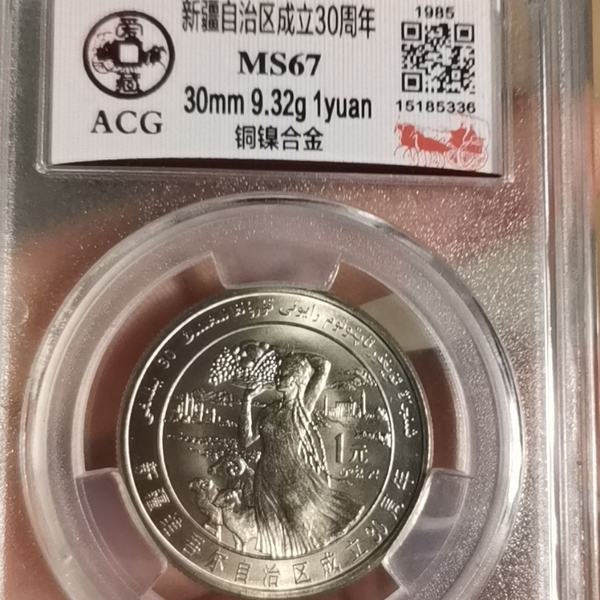 爱藏
ACG
新疆自治区成立30周年
MS67
30mm 9.32g 1yuan
铜镍合金
1985
15185336
1元
新疆维吾尔自治区成立30周年